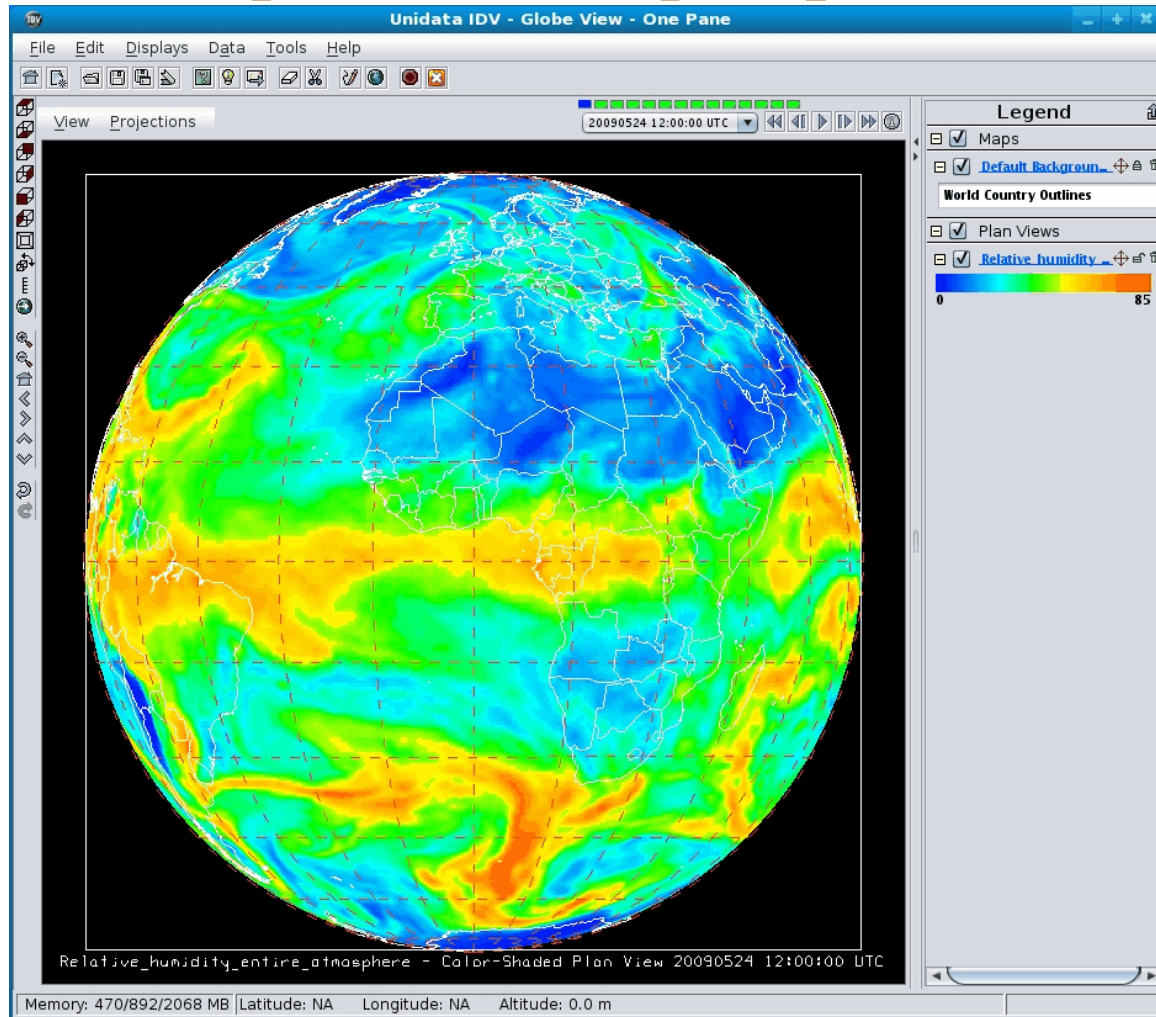 Unidata IDV - Globe View - One Pane
File Edit Displays Data Tools Help
View Projections
20090524 12:00:00 UTC
Legend
Maps
Default Backgroun...
World Country Outlines
Plan Views
Relative humidity ...
0 85
Relative_humidity_entire_atmosphere - Color-Shaded Plan View 20090524 12:00:00 UTC
Memory: 470/892/2068 MB Latitude: NA Longitude: NA Altitude: 0.0 m